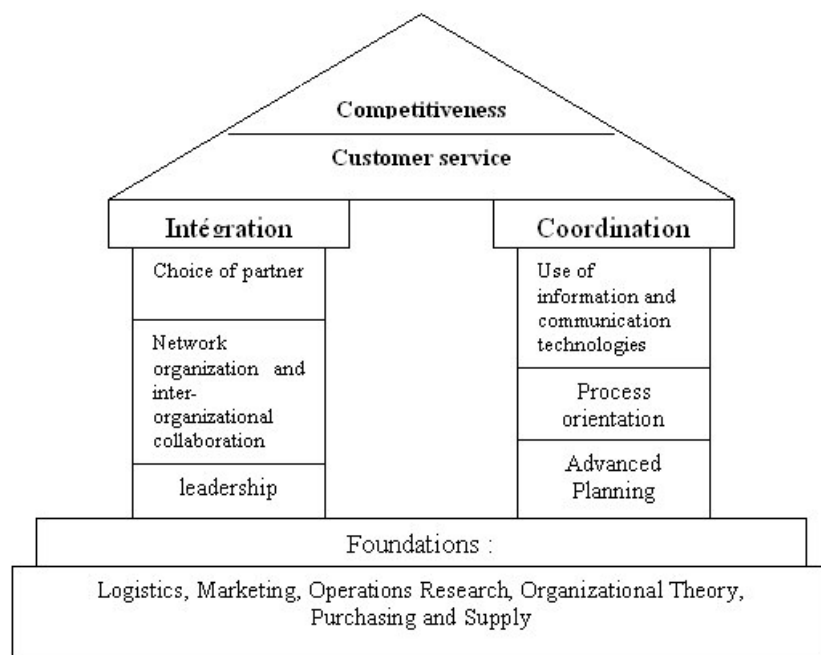 Competitiveness
Customer service
Intégration
Choice of partner
Network
organization and
inter-
organizational
collaboration
leadership
Coordination
Use of
information and
communication
technologies
Process
orientation
Advanced
Planning
Foundations :
Logistics, Marketing, Operations Research, Organizational Theory,
Purchasing and Supply